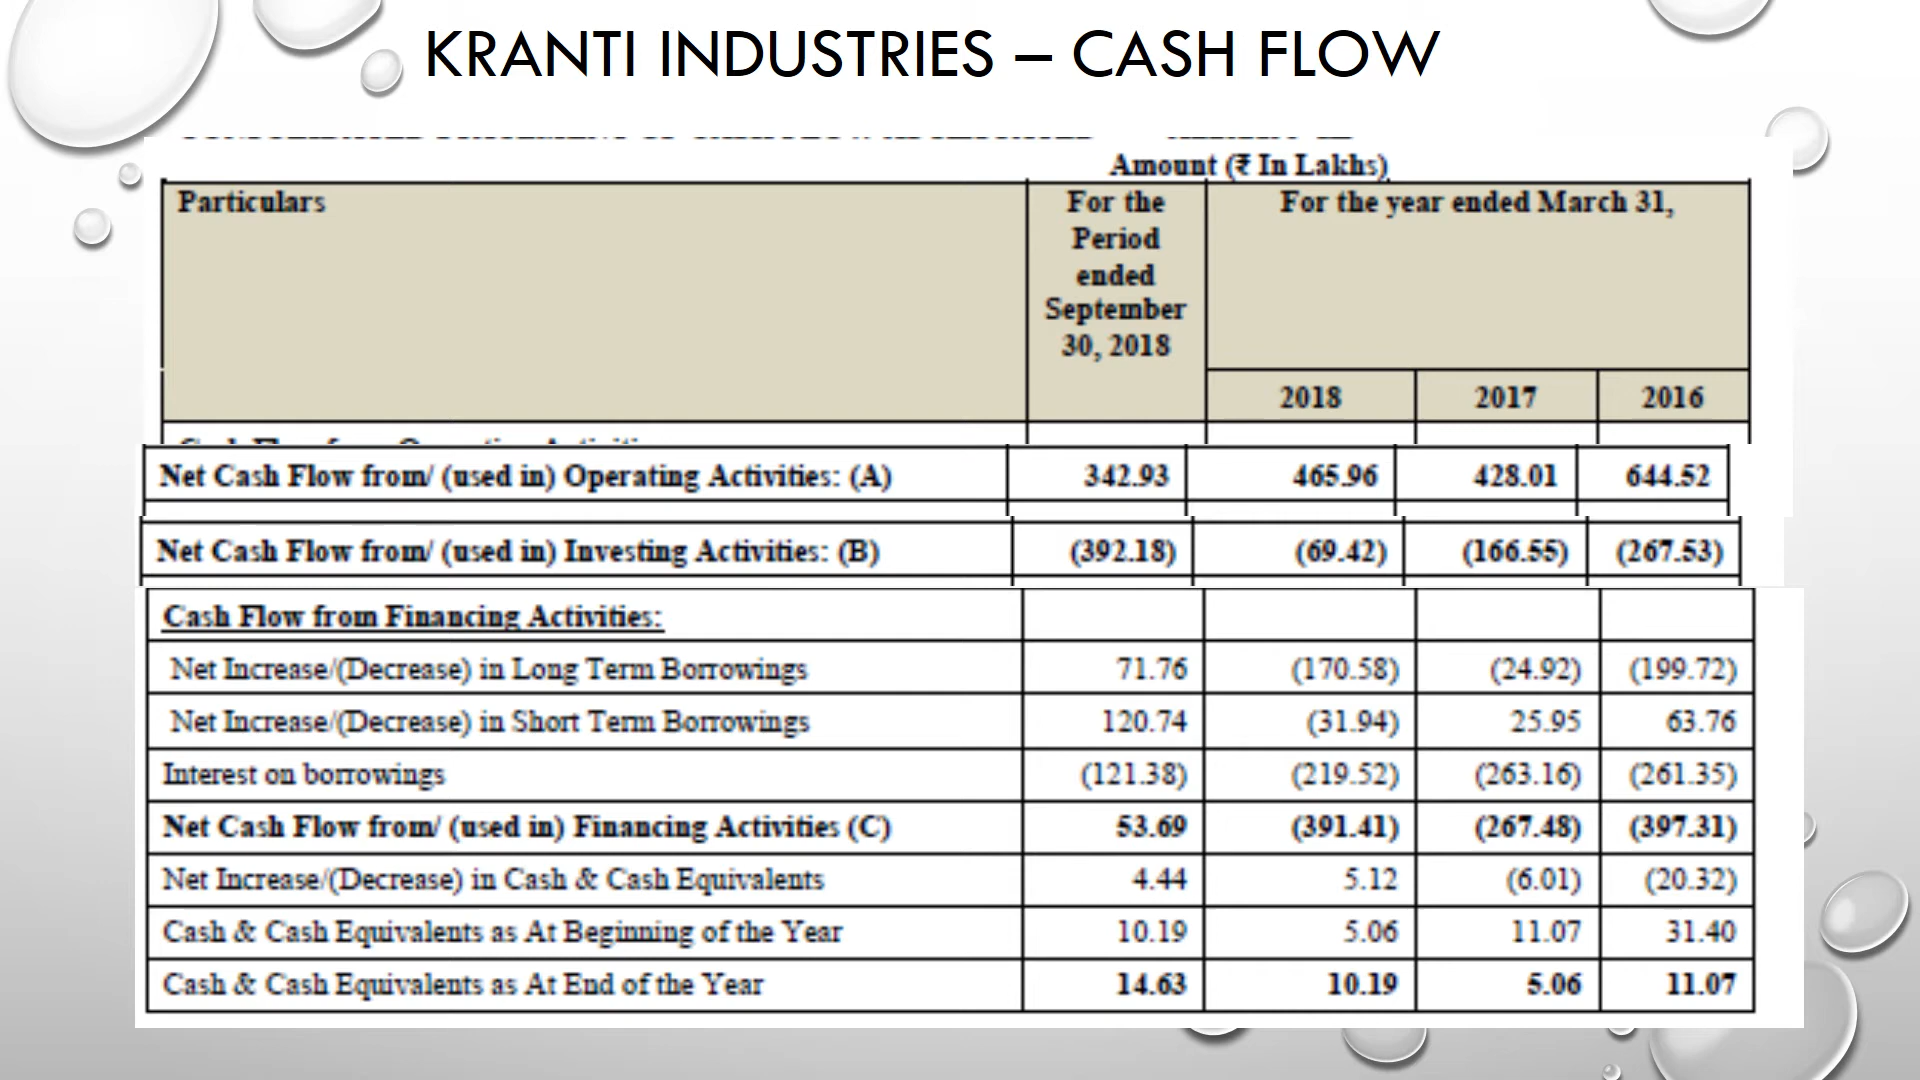 KRANTI INDUSTRIES – CASH FLOW
Amount (₹ In Lakhs)
Particulars For the Period ended September 30, 2018 For the year ended March 31,
2018 2017 2016
Net Cash Flow from/ (used in) Operating Activities: (A) 342.93 465.96 428.01 644.52
Net Cash Flow from/ (used in) Investing Activities: (B) (392.18) (69.42) (166.55) (267.53)
Cash Flow from Financing Activities:
Net Increase/(Decrease) in Long Term Borrowings 71.76 (170.58) (24.92) (199.72)
Net Increase/(Decrease) in Short Term Borrowings 120.74 (31.94) 25.95 63.76
Interest on borrowings (121.38) (219.52) (263.16) (261.35)
Net Cash Flow from/ (used in) Financing Activities (C) 53.69 (391.41) (267.48) (397.31)
Net Increase/(Decrease) in Cash & Cash Equivalents 4.44 5.12 (6.01) (20.32)
Cash & Cash Equivalents as At Beginning of the Year 10.19 5.06 11.07 31.40
Cash & Cash Equivalents as At End of the Year 14.63 10.19 5.06 11.07